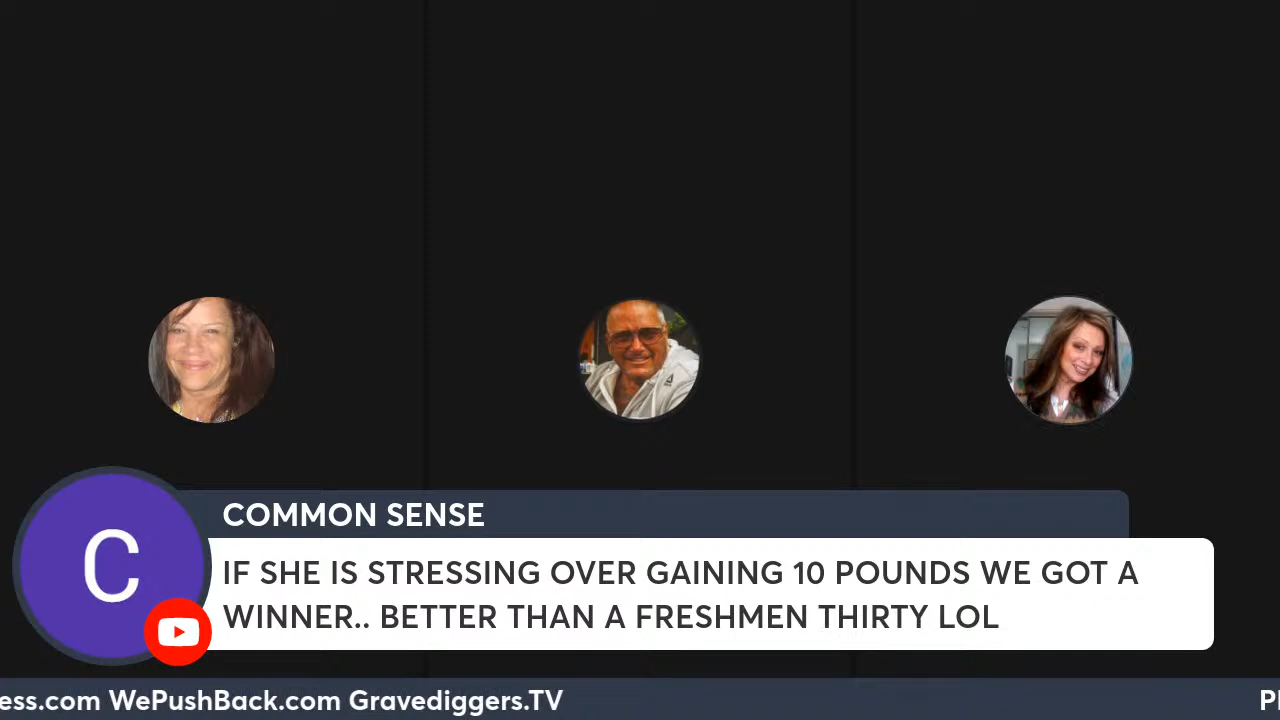 C
COMMON SENSE
IF SHE IS STRESSING OVER GAINING 10 POUNDS WE GOT A
WINNER.. BETTER THAN A FRESHMEN THIRTY LOL
ess.com WePushBack.com Gravediggers.TV